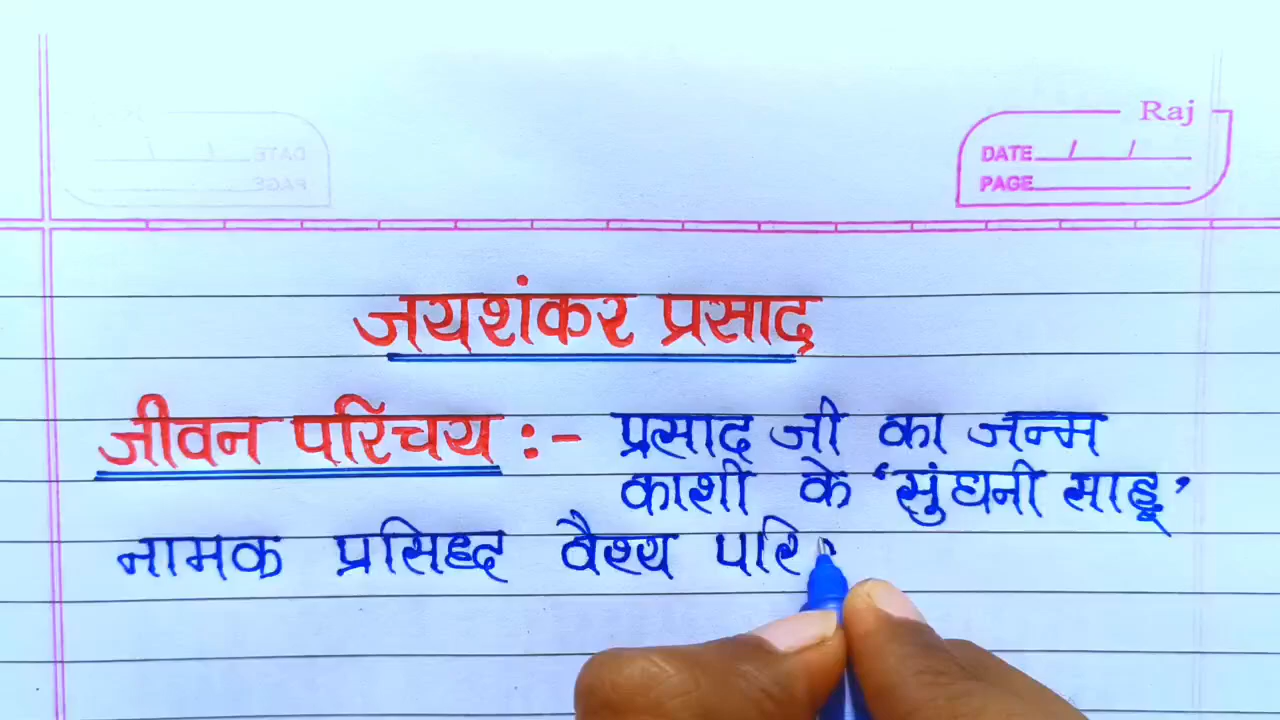 Raj
DATE / /
PAGE
जयशंकर प्रसाद
जीवन परिचय :- प्रसाद जी का जन्म
काशी के ‘सुंघनी साहू’
नामक प्रसिद्ध वैश्य परि